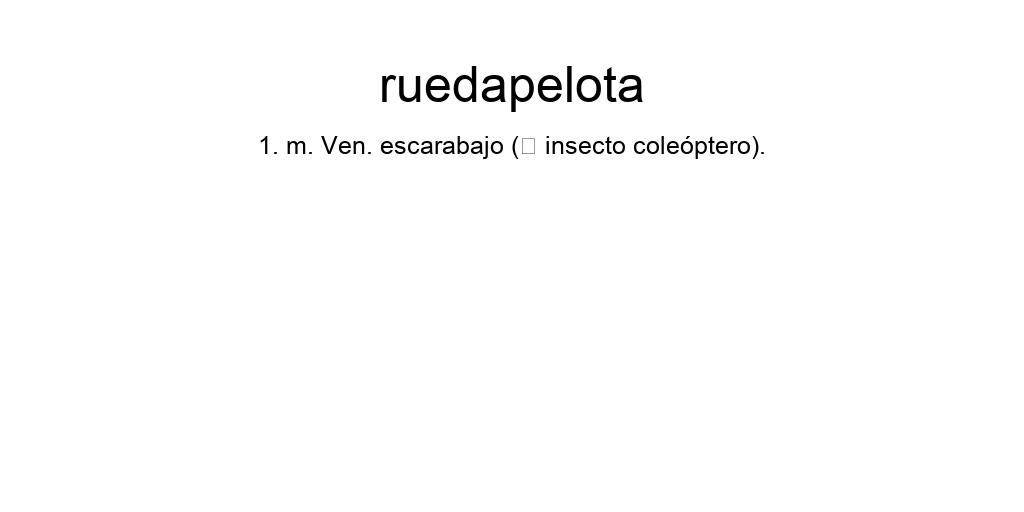 ruedapelota
1. m. Ven. escarabajo (□ insecto coleóptero).